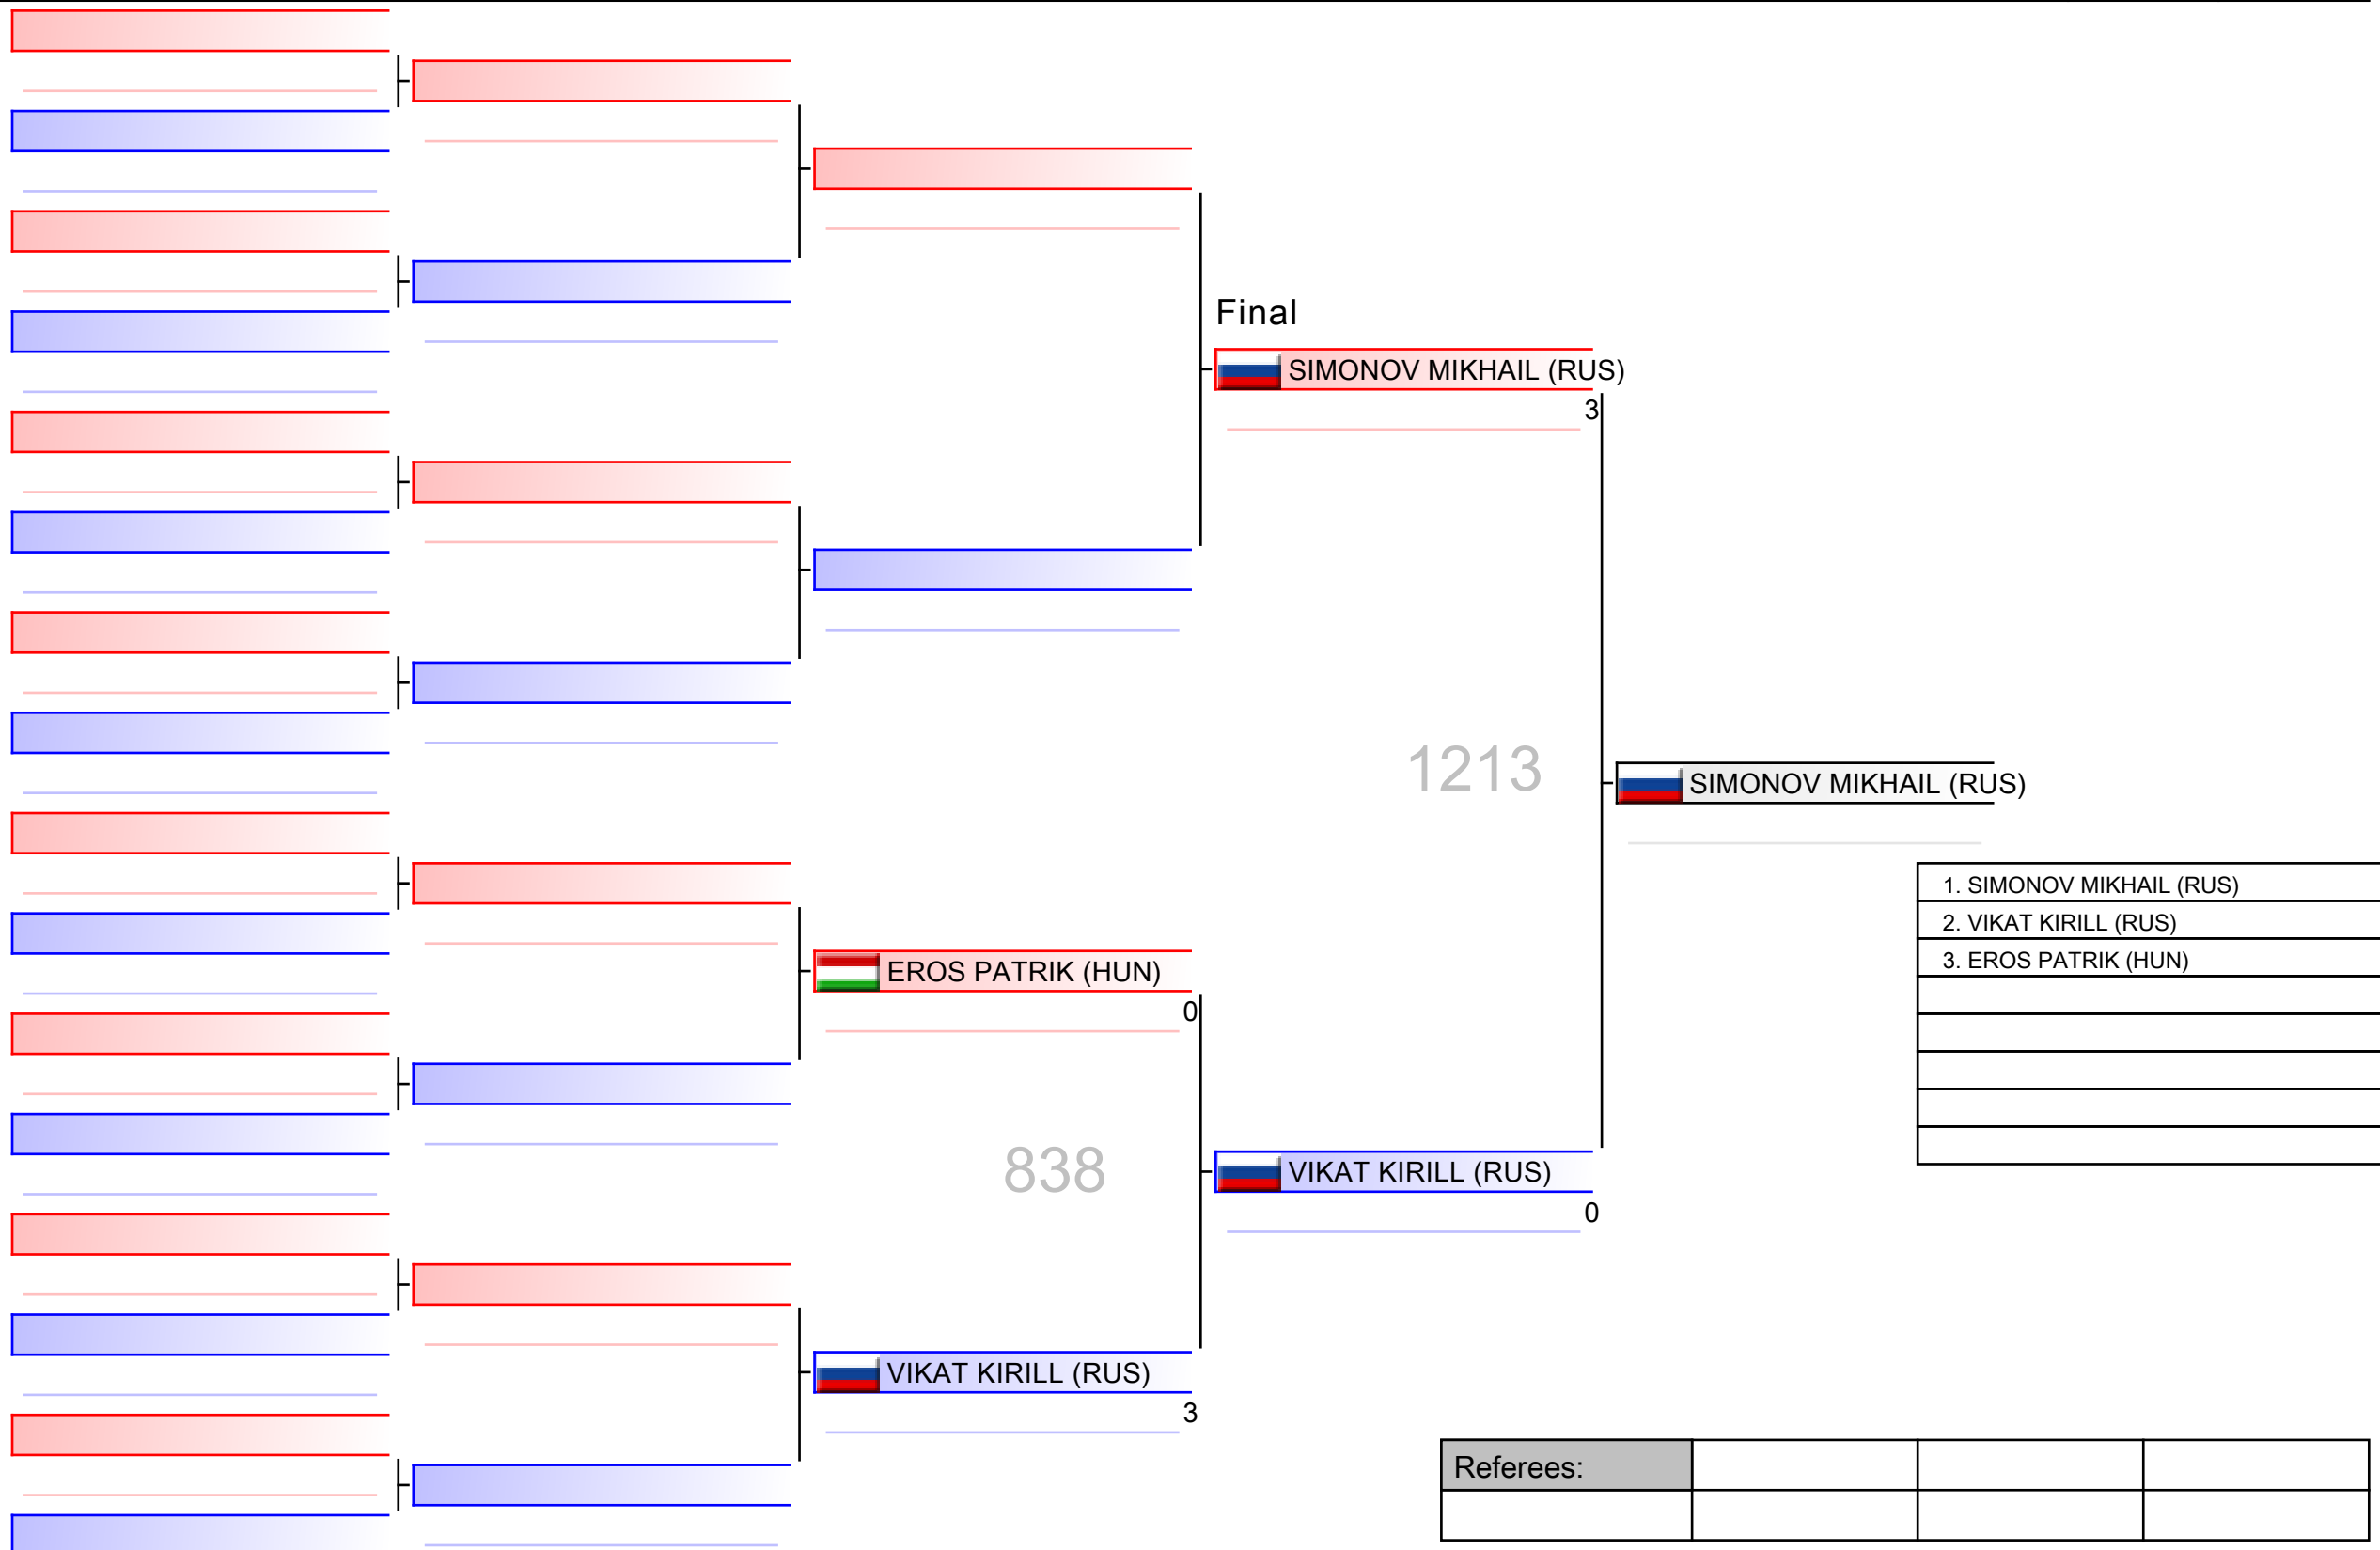 Final
SIMONOV MIKHAIL (RUS)
3
1213
SIMONOV MIKHAIL (RUS)
1. SIMONOV MIKHAIL (RUS)
2. VIKAT KIRILL (RUS)
3. EROS PATRIK (HUN)
EROS PATRIK (HUN)
0
838
VIKAT KIRILL (RUS)
0
VIKAT KIRILL (RUS)
3
Referees: